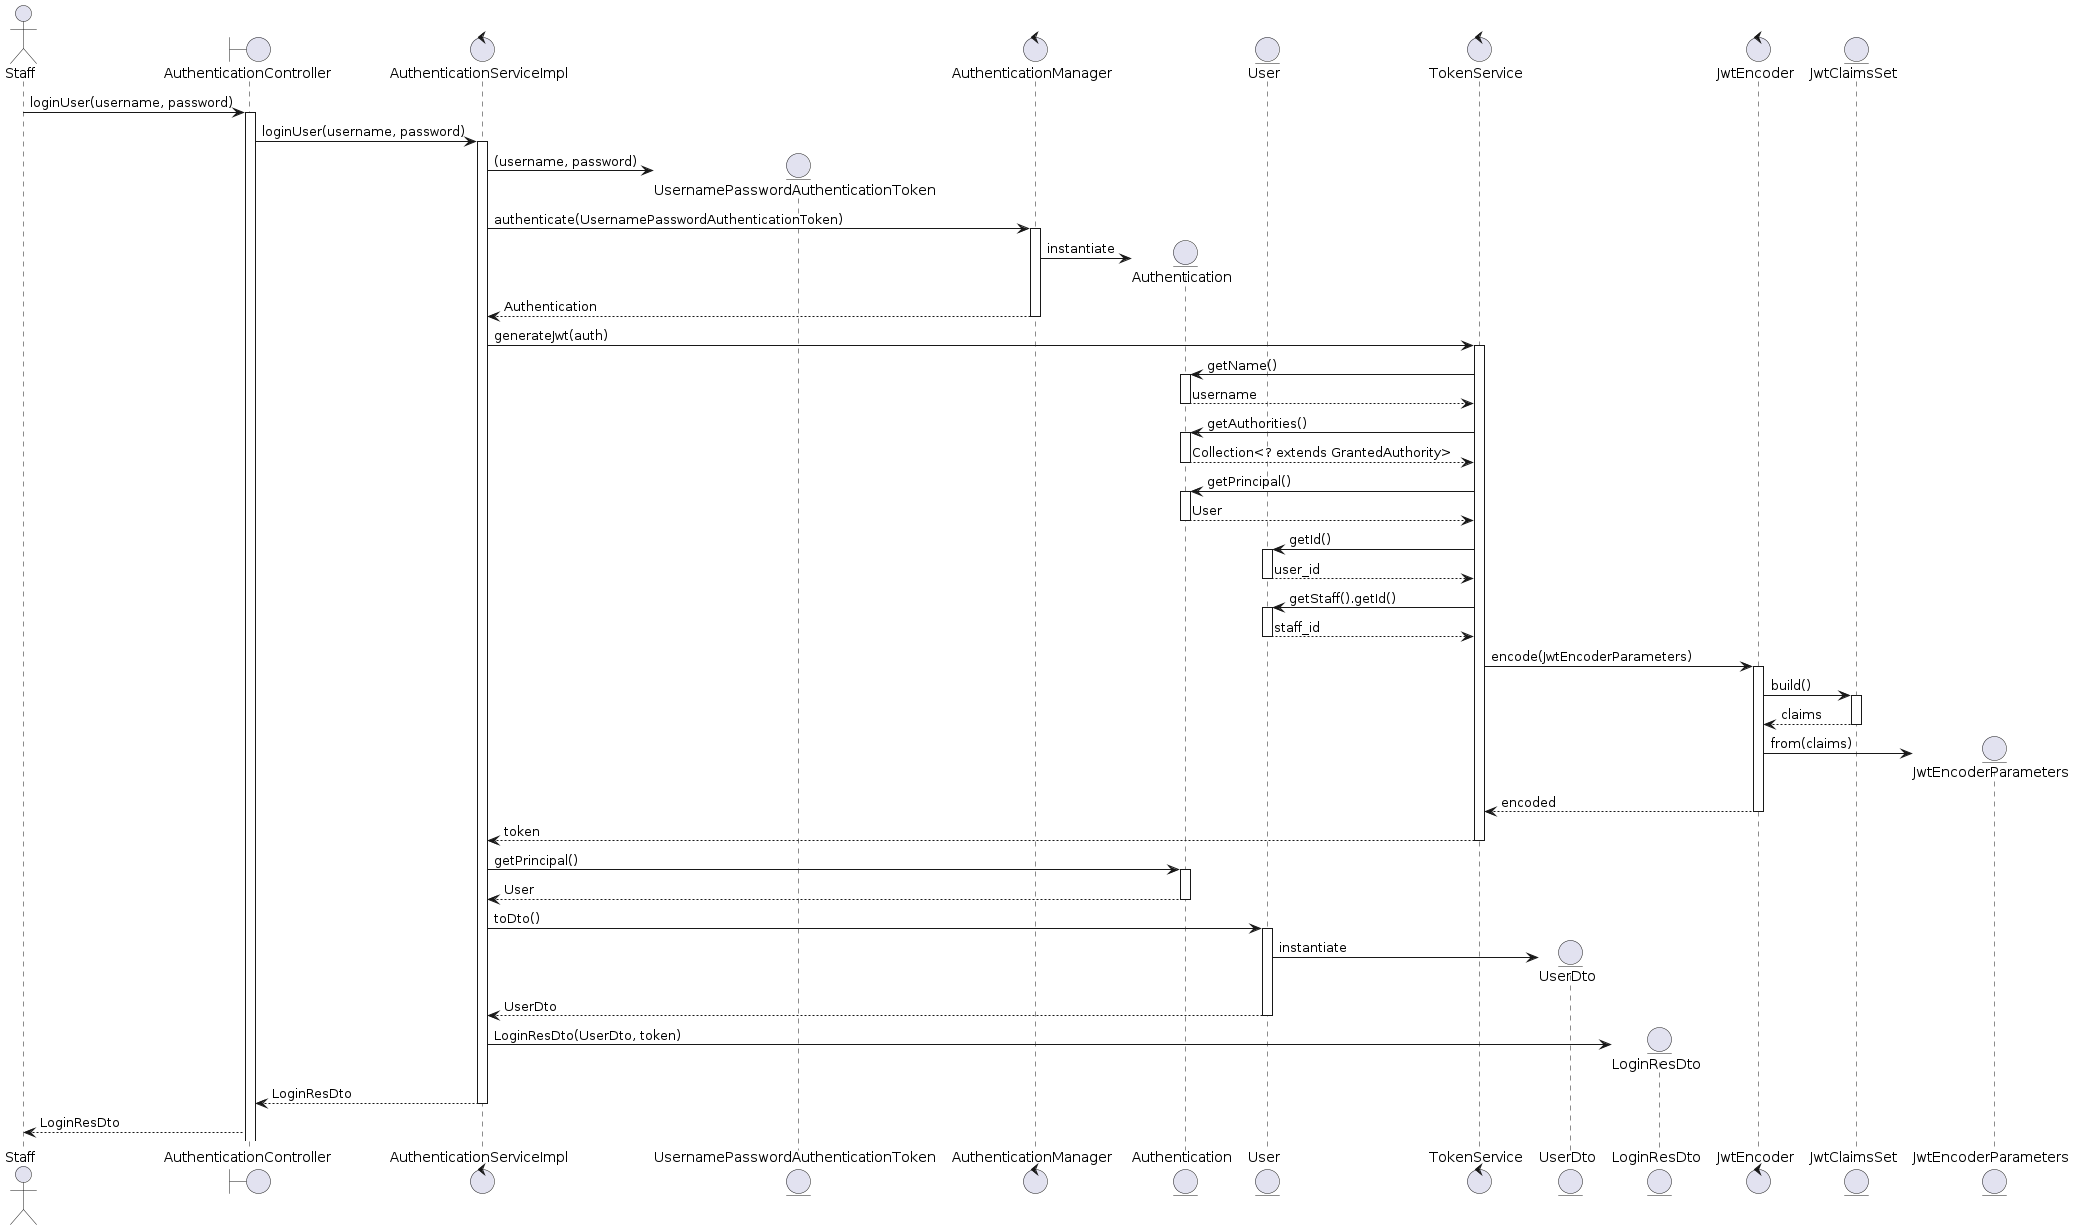 Staff
AuthenticationController
AuthenticationServiceImpl
AuthenticationManager
User
TokenService
JwtEncoder
JwtClaimsSet
loginUser(username, password)
loginUser(username, password)
(username, password)
UsernamePasswordAuthenticationToken
authenticate(UsernamePasswordAuthenticationToken)
instantiate
Authentication
Authentication
generateJwt(auth)
getName()
username
getAuthorities()
Collection<? extends GrantedAuthority>
getPrincipal()
User
getId()
user_id
getStaff().getId()
staff_id
encode(JwtEncoderParameters)
build()
claims
from(claims)
JwtEncoderParameters
encoded
token
getPrincipal()
User
toDto()
instantiate
UserDto
UserDto
LoginResDto(UserDto, token)
LoginResDto
LoginResDto
LoginResDto
Staff
AuthenticationController
AuthenticationServiceImpl
UsernamePasswordAuthenticationToken
AuthenticationManager
Authentication
User
TokenService
UserDto
LoginResDto
JwtEncoder
JwtClaimsSet
JwtEncoderParameters